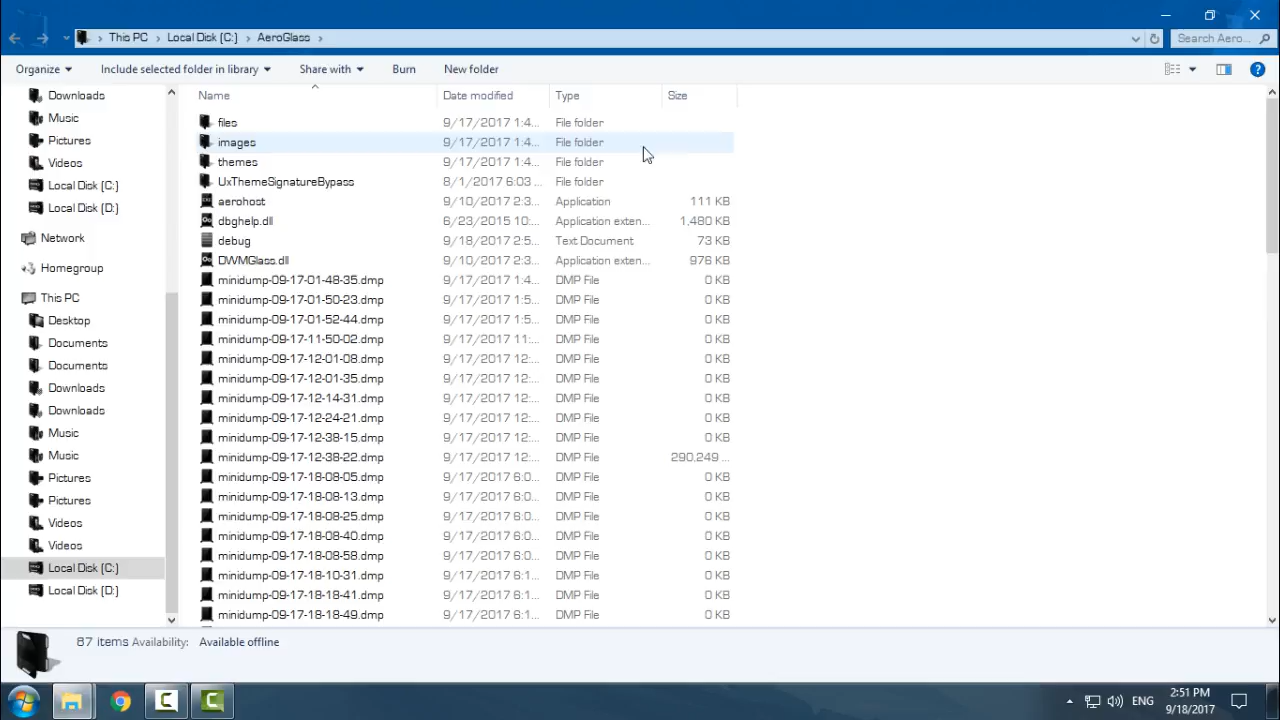 This PC > Local Disk (C:) > AeroGlass >
Search Aero...
Organize Include selected folder in library Share with Burn New folder
Name Date modified Type Size
Downloads
Music
Pictures
Videos
Local Disk (C:)
Local Disk (D:)
Network
Homegroup
This PC
Desktop
Documents
Documents
Downloads
Downloads
Music
Music
Pictures
Pictures
Videos
Videos
Local Disk (C:)
Local Disk (D:)
files 9/17/2017 1:4... File folder
images 9/17/2017 1:4... File folder
themes 9/17/2017 1:4... File folder
UxThemeSignatureBypass 8/1/2017 6:03 ... File folder
aerohost 9/10/2017 2:3... Application 111 KB
dbghelp.dll 6/23/2015 10:... Application exten... 1,480 KB
debug 9/18/2017 2:5... Text Document 73 KB
DWMGlass.dll 9/10/2017 2:3... Application exten... 976 KB
minidump-09-17-01-48-35.dmp 9/17/2017 1:4... DMP File 0 KB
minidump-09-17-01-50-23.dmp 9/17/2017 1:5... DMP File 0 KB
minidump-09-17-01-52-44.dmp 9/17/2017 1:5... DMP File 0 KB
minidump-09-17-11-50-02.dmp 9/17/2017 11:... DMP File 0 KB
minidump-09-17-12-01-08.dmp 9/17/2017 12:... DMP File 0 KB
minidump-09-17-12-01-35.dmp 9/17/2017 12:... DMP File 0 KB
minidump-09-17-12-14-31.dmp 9/17/2017 12:... DMP File 0 KB
minidump-09-17-12-24-21.dmp 9/17/2017 12:... DMP File 0 KB
minidump-09-17-12-38-15.dmp 9/17/2017 12:... DMP File 0 KB
minidump-09-17-12-38-22.dmp 9/17/2017 12:... DMP File 290,249 ...
minidump-09-17-18-08-05.dmp 9/17/2017 6:0... DMP File 0 KB
minidump-09-17-18-08-13.dmp 9/17/2017 6:0... DMP File 0 KB
minidump-09-17-18-08-25.dmp 9/17/2017 6:0... DMP File 0 KB
minidump-09-17-18-08-40.dmp 9/17/2017 6:0... DMP File 0 KB
minidump-09-17-18-08-58.dmp 9/17/2017 6:0... DMP File 0 KB
minidump-09-17-18-10-31.dmp 9/17/2017 6:1... DMP File 0 KB
minidump-09-17-18-18-41.dmp 9/17/2017 6:1... DMP File 0 KB
minidump-09-17-18-18-49.dmp 9/17/2017 6:1... DMP File 0 KB
87 items Availability: Available offline
ENG
2:51 PM
9/18/2017